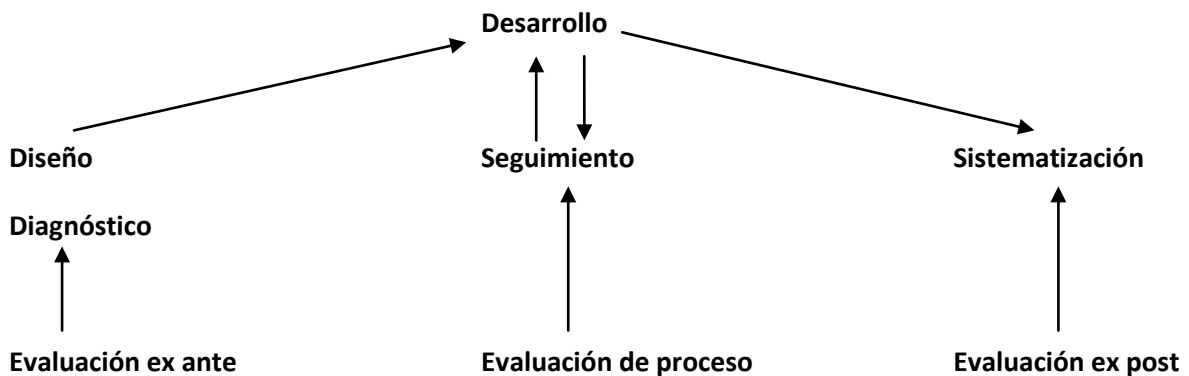 Desarrollo
Diseño Seguimiento Sistematización
Diagnóstico
Evaluación ex ante Evaluación de proceso Evaluación ex post